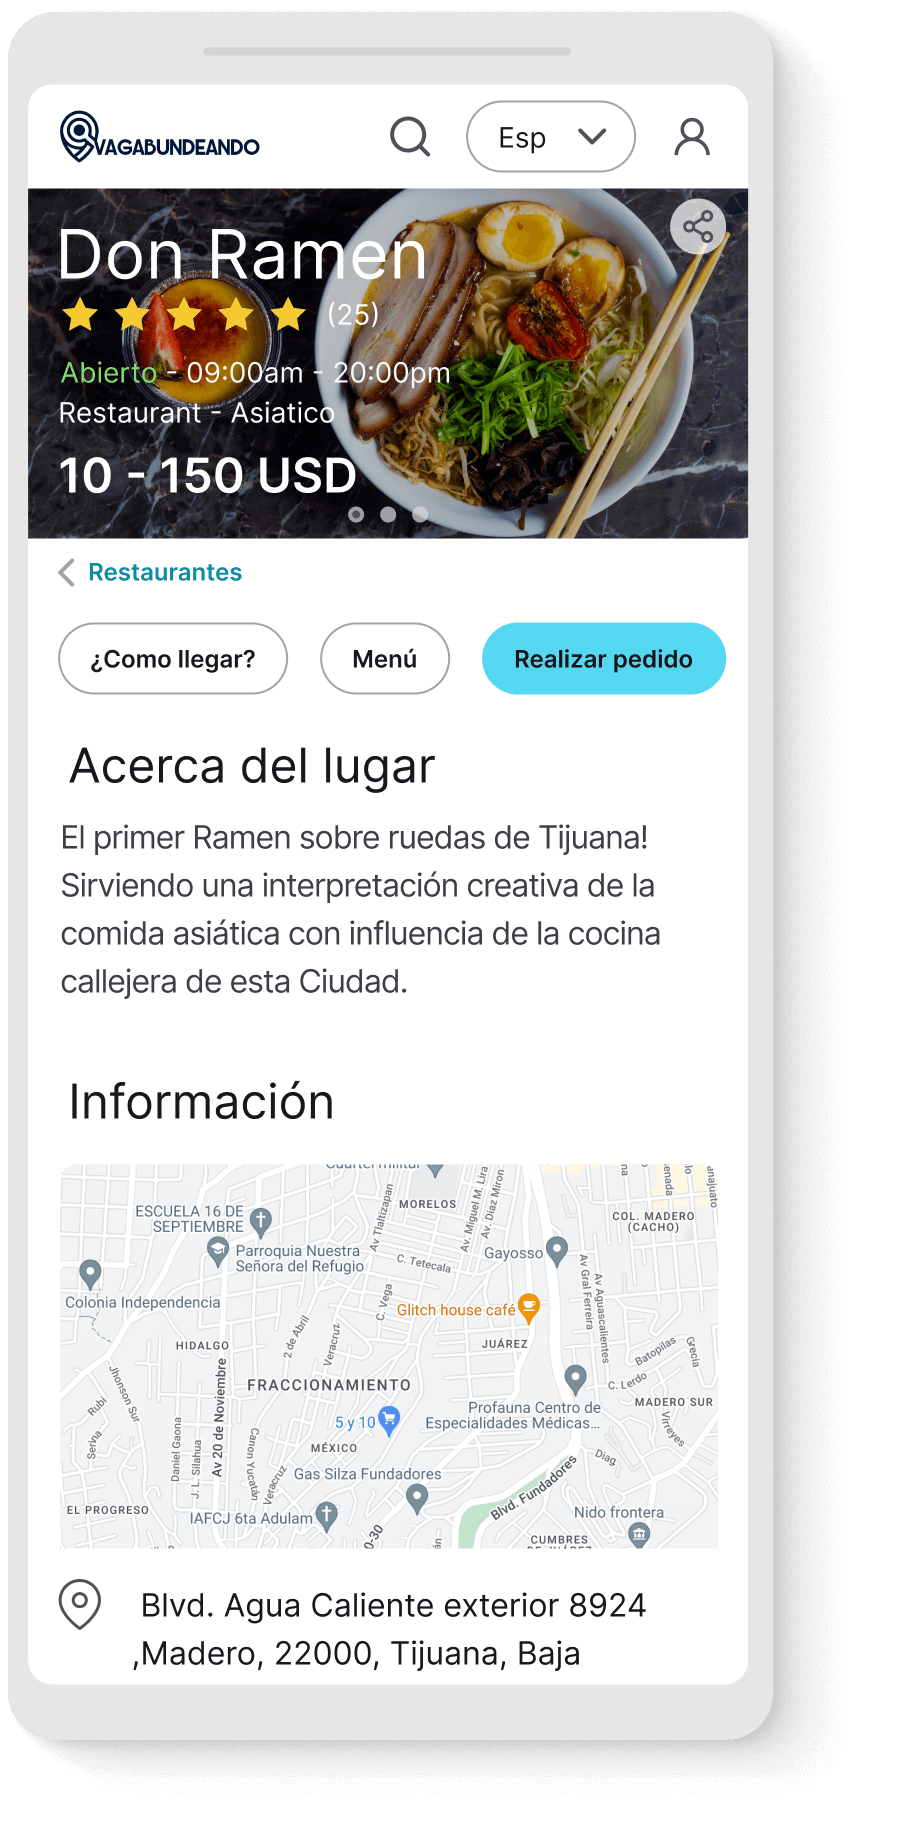 VAGABUNDEANDO
Esp
Don Ramen
(25)
Abierto - 09:00am - 20:00pm
Restaurant - Asiatico
10 - 150 USD
Restaurantes
¿Como llegar?
Menú
Realizar pedido
Acerca del lugar
El primer Ramen sobre ruedas de Tijuana!
Sirviendo una interpretación creativa de la
comida asiática con influencia de la cocina
callejera de esta Ciudad.
Información
Cuartel militar
MORELOS
ESCUELA 16 DE
SEPTIEMBRE
Parroquia Nuestra
Señora del Refugio
Colonia Independencia
Av Tlaltizapan
Av. Miguel M. Lira
Av. Diaz Miron
C. Tetecala
C. Vega
Gayosso
COL. MADERO
(CACHO)
Glitch house café
Av Gral Ferreira
Av Aguascalientes
HIDALGO
2 de Abril
Veracruz
JUÁREZ
Batopilas
Grecia
C. Lerdo
FRACCIONAMIENTO
Jhonson Sur
Rubi
Av 20 de Noviembre
Profauna Centro de
Especialidades Médicas...
MADERO SUR
Virreyes
5 y 10
MÉXICO
Daniel Gaona
J. L. Silahua
Canon Yucatán
Veracruz
Gas Silza Fundadores
Diag
Blvd. Fundadores
EL PROGRESO
IAFCJ 6ta Adulam
Nido frontera
CUMBRES
DE JUÁREZ
Blvd. Agua Caliente exterior 8924
,Madero, 22000, Tijuana, Baja